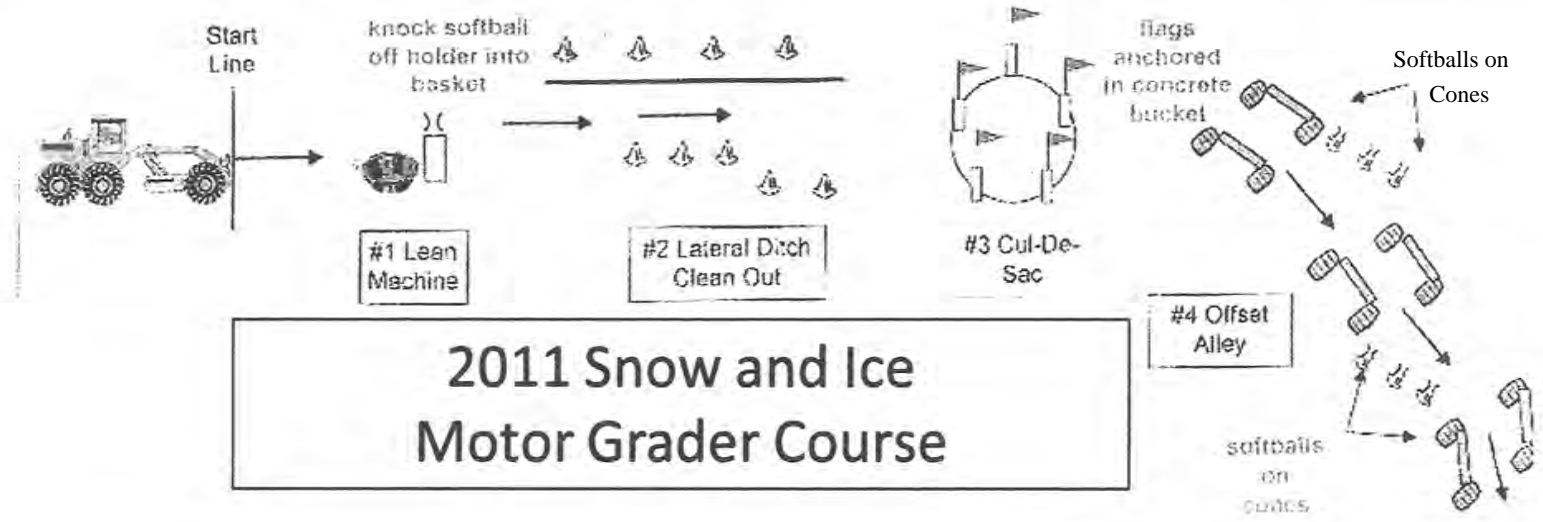 Start
Line
knock softball
off holder into
basket
#1 Lean
Machine
#2 Lateral Ditch
Clean Out
flags
anchored
in concrete
bucket
#3 Cul-De-
Sac
Softballs on
Cones
#4 Offset
Alley
softballs
on
cones
2011 Snow and Ice
Motor Grader Course